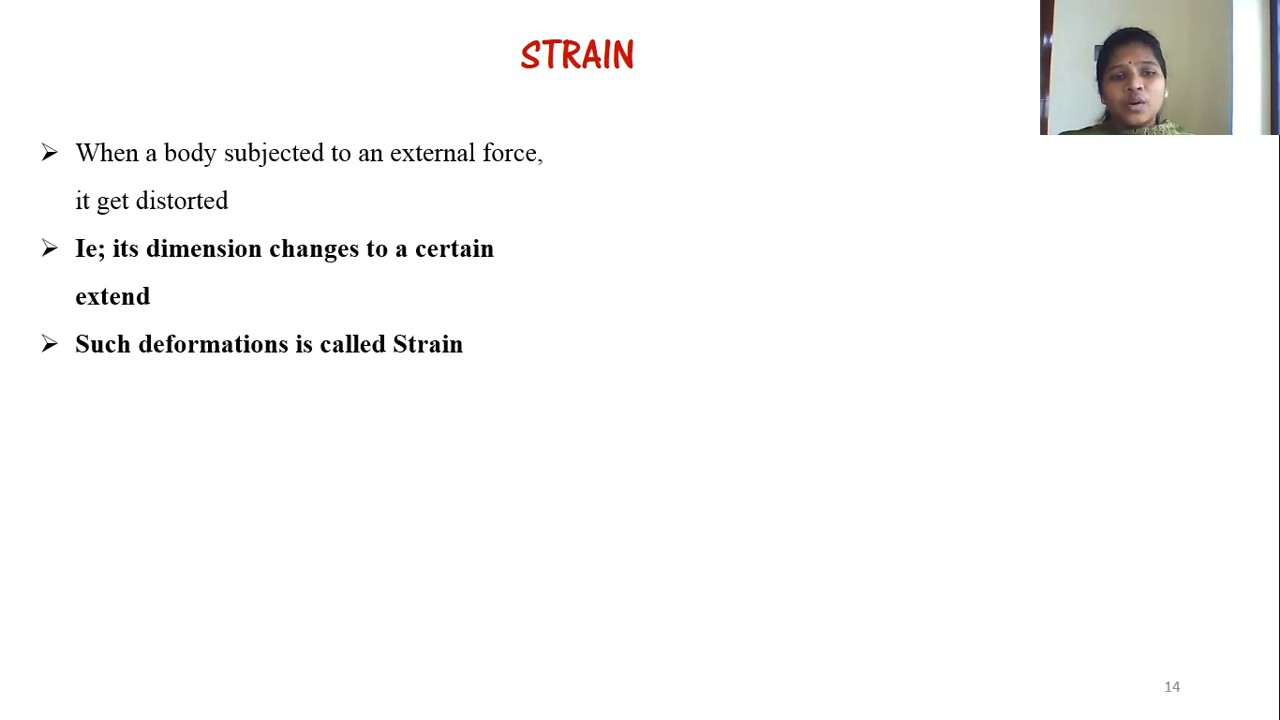 STRAIN
➢ When a body subjected to an external force,
it get distorted
➢ Ie; its dimension changes to a certain
extend
➢ Such deformations is called Strain
14